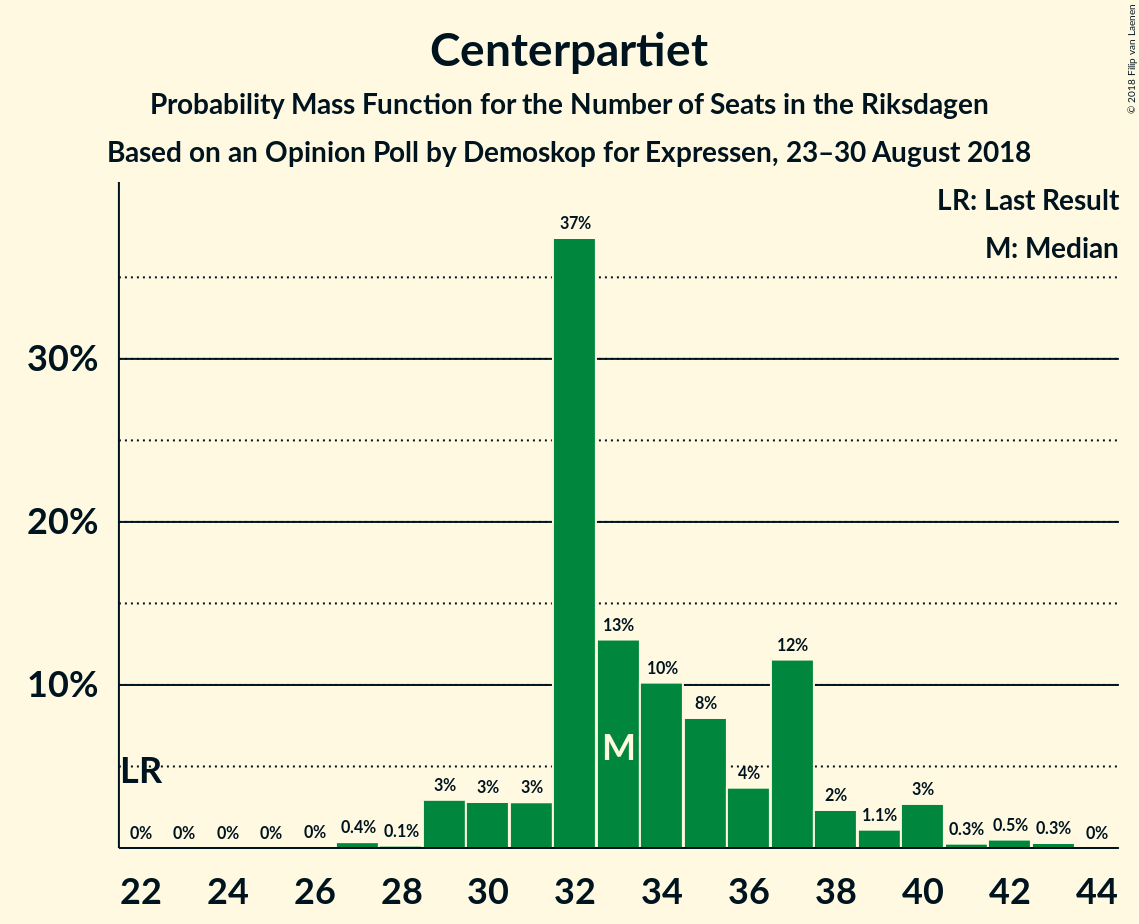 Centerpartiet
Probability Mass Function for the Number of Seats in the Riksdagen
Based on an Opinion Poll by Demoskop for Expressen, 23–30 August 2018
© 2018 Filip van Laenen
LR: Last Result
M: Median
37%
30%
20%
13%
12%
10%
10%
8%
M
LR
4%
3%
3%
3%
2%
3%
1.1%
0%
0%
0%
0%
0%
0.4%
0.1%
0.3%
0.5%
0.3%
0%
22 24 26 28 30 32 34 36 38 40 42 44